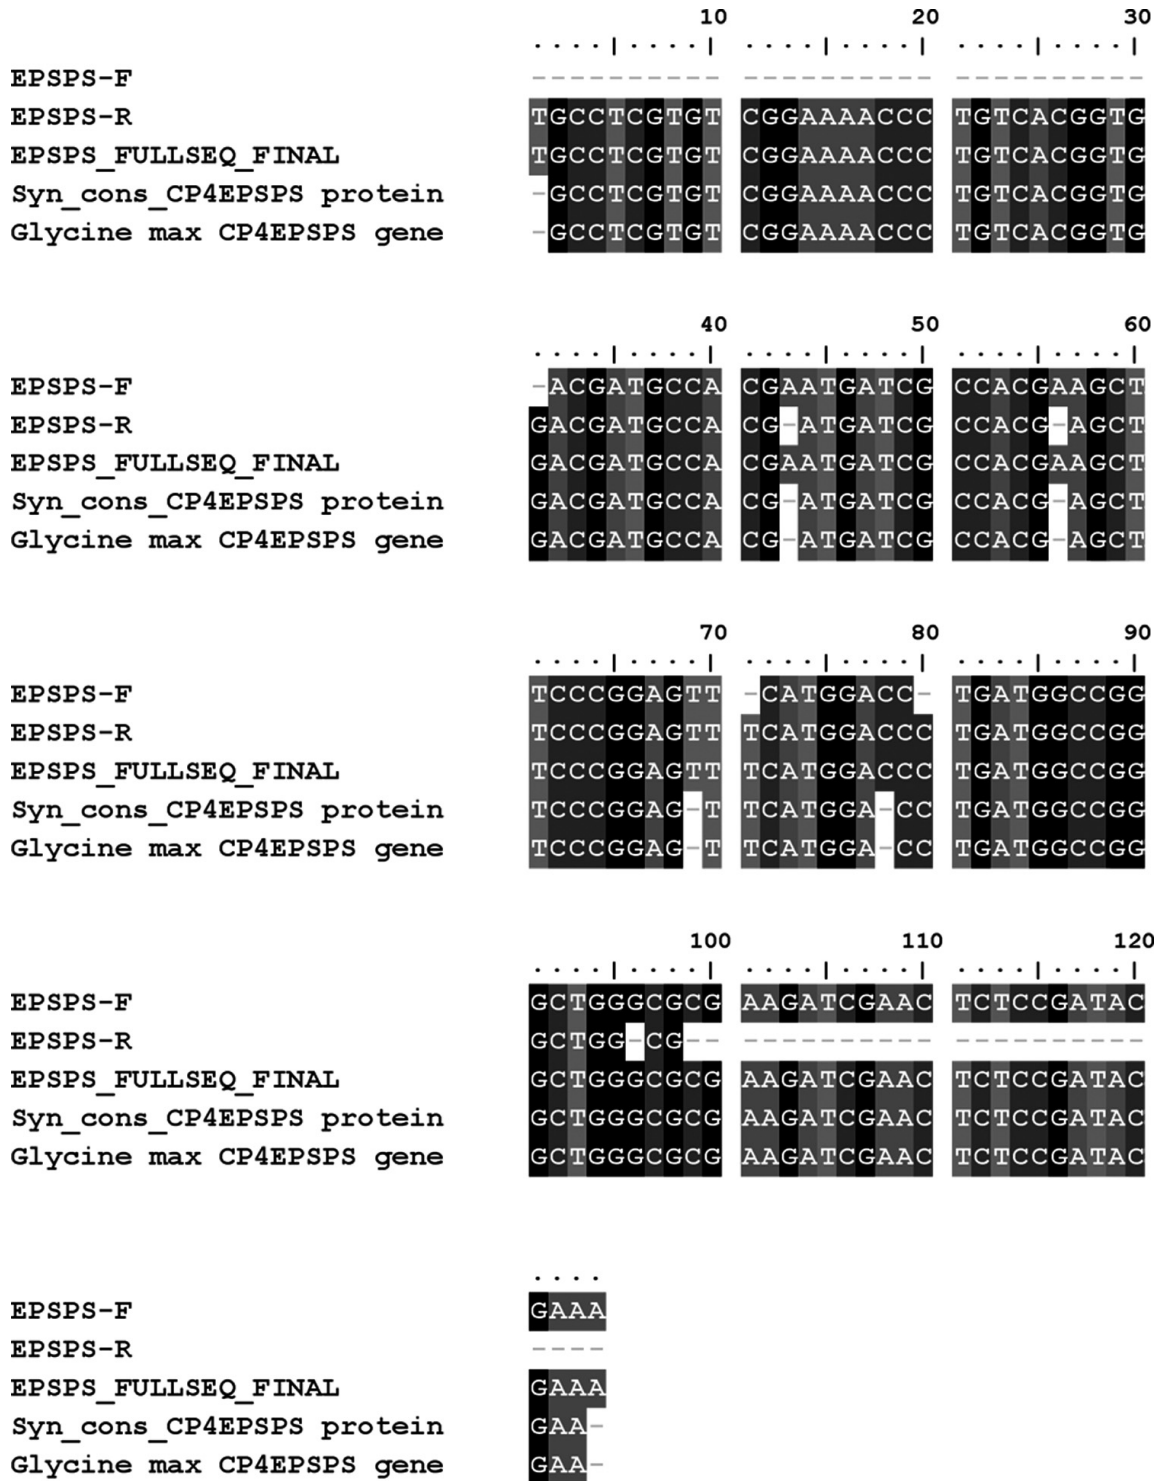 10 20 30
. . . . | . . . . | . . . . | . . . . | . . . . | . . . . |
EPSPS-F ---------- ---------- ----------
EPSPS-R TGCCTCGTGT CGGAAAACCC TGTCACGGTG
EPSPS_FULLSEQ_FINAL TGCCTCGTGT CGGAAAACCC TGTCACGGTG
Syn_cons_CP4EPSPS protein -GCCTCGTGT CGGAAAACCC TGTCACGGTG
Glycine max CP4EPSPS gene -GCCTCGTGT CGGAAAACCC TGTCACGGTG
40 50 60
. . . . | . . . . | . . . . | . . . . | . . . . | . . . . |
EPSPS-F -ACGATGCCA CGAATGATCG CCACGAAGCT
EPSPS-R GACGATGCCA CG-ATGATCG CCACG-AGCT
EPSPS_FULLSEQ_FINAL GACGATGCCA CGAATGATCG CCACGAAGCT
Syn_cons_CP4EPSPS protein GACGATGCCA CG-ATGATCG CCACG-AGCT
Glycine max CP4EPSPS gene GACGATGCCA CG-ATGATCG CCACG-AGCT
70 80 90
. . . . | . . . . | . . . . | . . . . | . . . . | . . . . |
EPSPS-F TCCCGGAGTT -CATGGACC- TGATGGCCGG
EPSPS-R TCCCGGAGTT TCATGGACCC TGATGGCCGG
EPSPS_FULLSEQ_FINAL TCCCGGAGTT TCATGGACCC TGATGGCCGG
Syn_cons_CP4EPSPS protein TCCCGGAG-T TCATGGA-CC TGATGGCCGG
Glycine max CP4EPSPS gene TCCCGGAG-T TCATGGA-CC TGATGGCCGG
100 110 120
. . . . | . . . . | . . . . | . . . . | . . . . | . . . . |
EPSPS-F GCTGGGCGCG AAGATCGAAC TCTCCGATAC
EPSPS-R GCTGG-CG-- ---------- ----------
EPSPS_FULLSEQ_FINAL GCTGGGCGCG AAGATCGAAC TCTCCGATAC
Syn_cons_CP4EPSPS protein GCTGGGCGCG AAGATCGAAC TCTCCGATAC
Glycine max CP4EPSPS gene GCTGGGCGCG AAGATCGAAC TCTCCGATAC
. . . .
EPSPS-F GAAA
EPSPS-R ----
EPSPS_FULLSEQ_FINAL GAAA
Syn_cons_CP4EPSPS protein GAA-
Glycine max CP4EPSPS gene GAA-